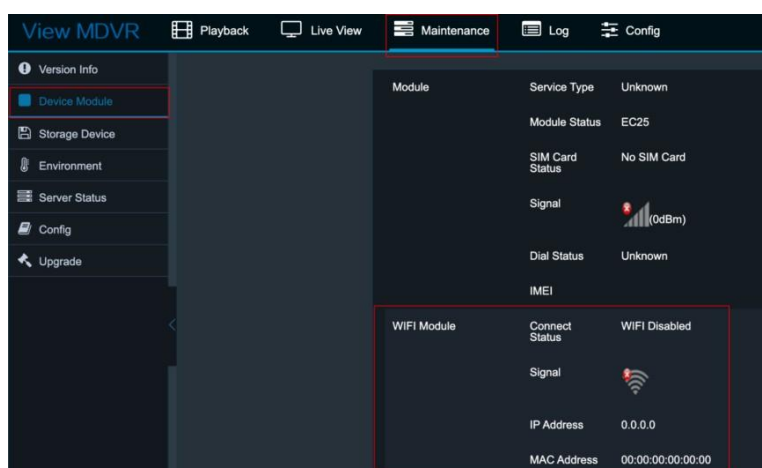 View MDVR Playback Live View Maintenance Log Config
Version Info
Device Module
Storage Device
Environment
Server Status
Config
Upgrade
Module Service Type Unknown
Module Status EC25
SIM Card
Status No SIM Card
Signal (0dBm)
Dial Status Unknown
IMEI
WIFI Module Connect
Status WIFI Disabled
Signal
IP Address 0.0.0.0
MAC Address 00:00:00:00:00:00